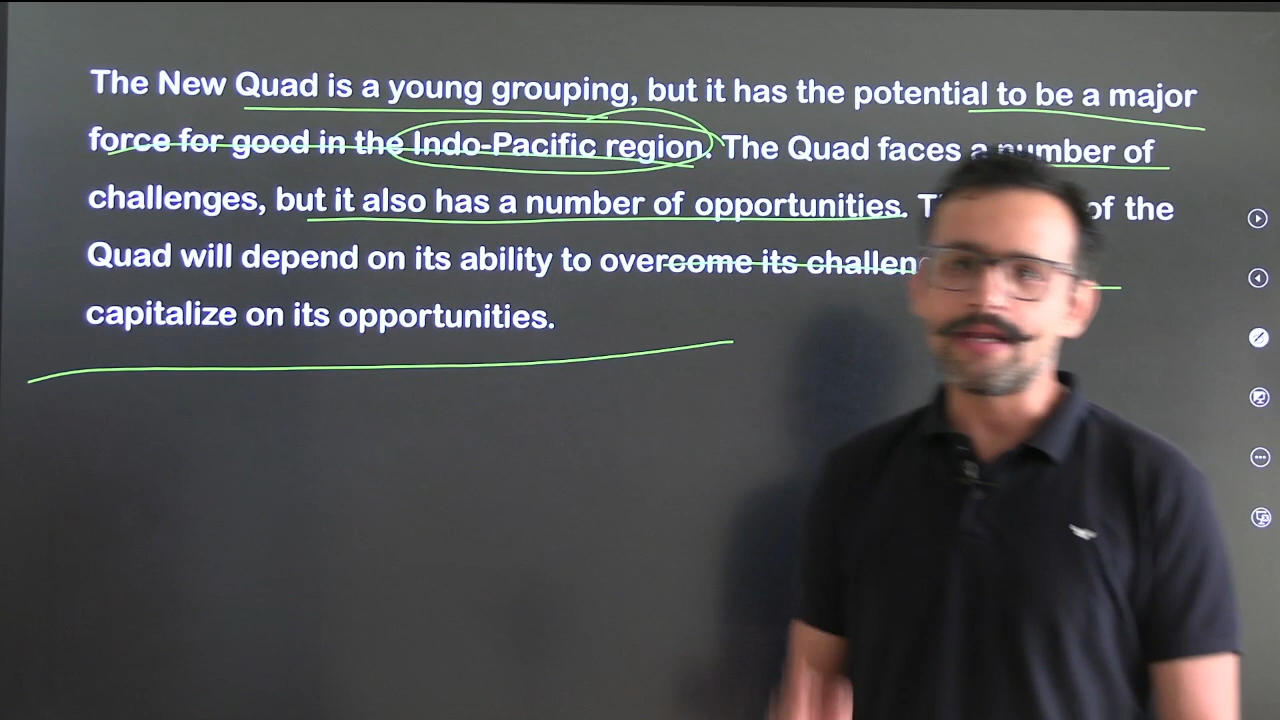 The New Quad is a young grouping, but it has the potential to be a major
force for good in the Indo-Pacific region. The Quad faces a number of
challenges, but it also has a number of opportunities. of the
Quad will depend on its ability to overcome its
capitalize on its opportunities.